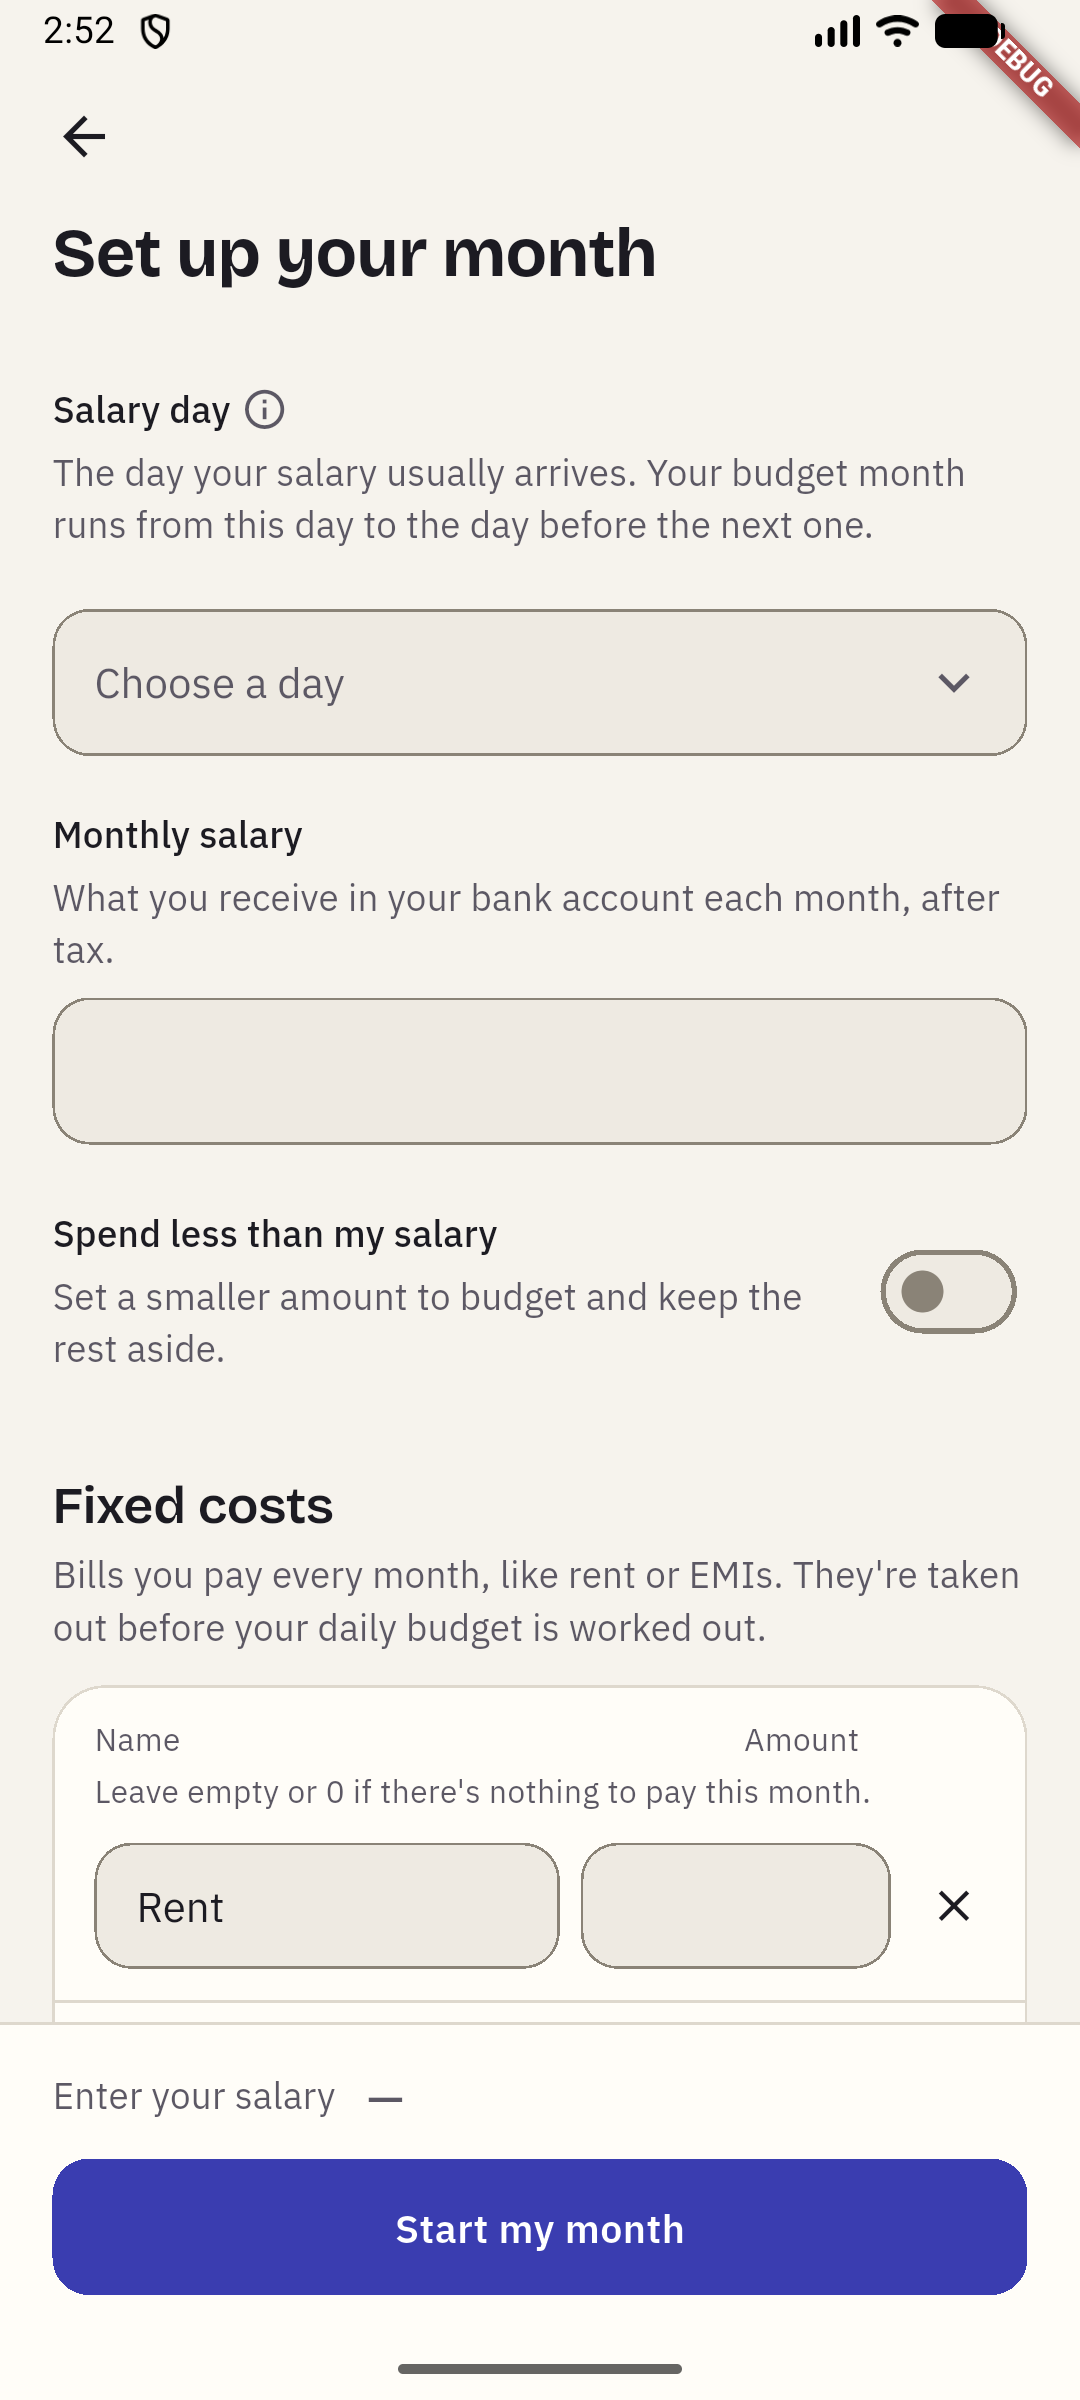 2:52
EBUG
Set up your month
Salary day
The day your salary usually arrives. Your budget month
runs from this day to the day before the next one.
Choose a day
Monthly salary
What you receive in your bank account each month, after
tax.
Spend less than my salary
Set a smaller amount to budget and keep the
rest aside.
Fixed costs
Bills you pay every month, like rent or EMIs. They're taken
out before your daily budget is worked out.
Name Amount
Leave empty or 0 if there's nothing to pay this month.
Rent
Enter your salary —
Start my month